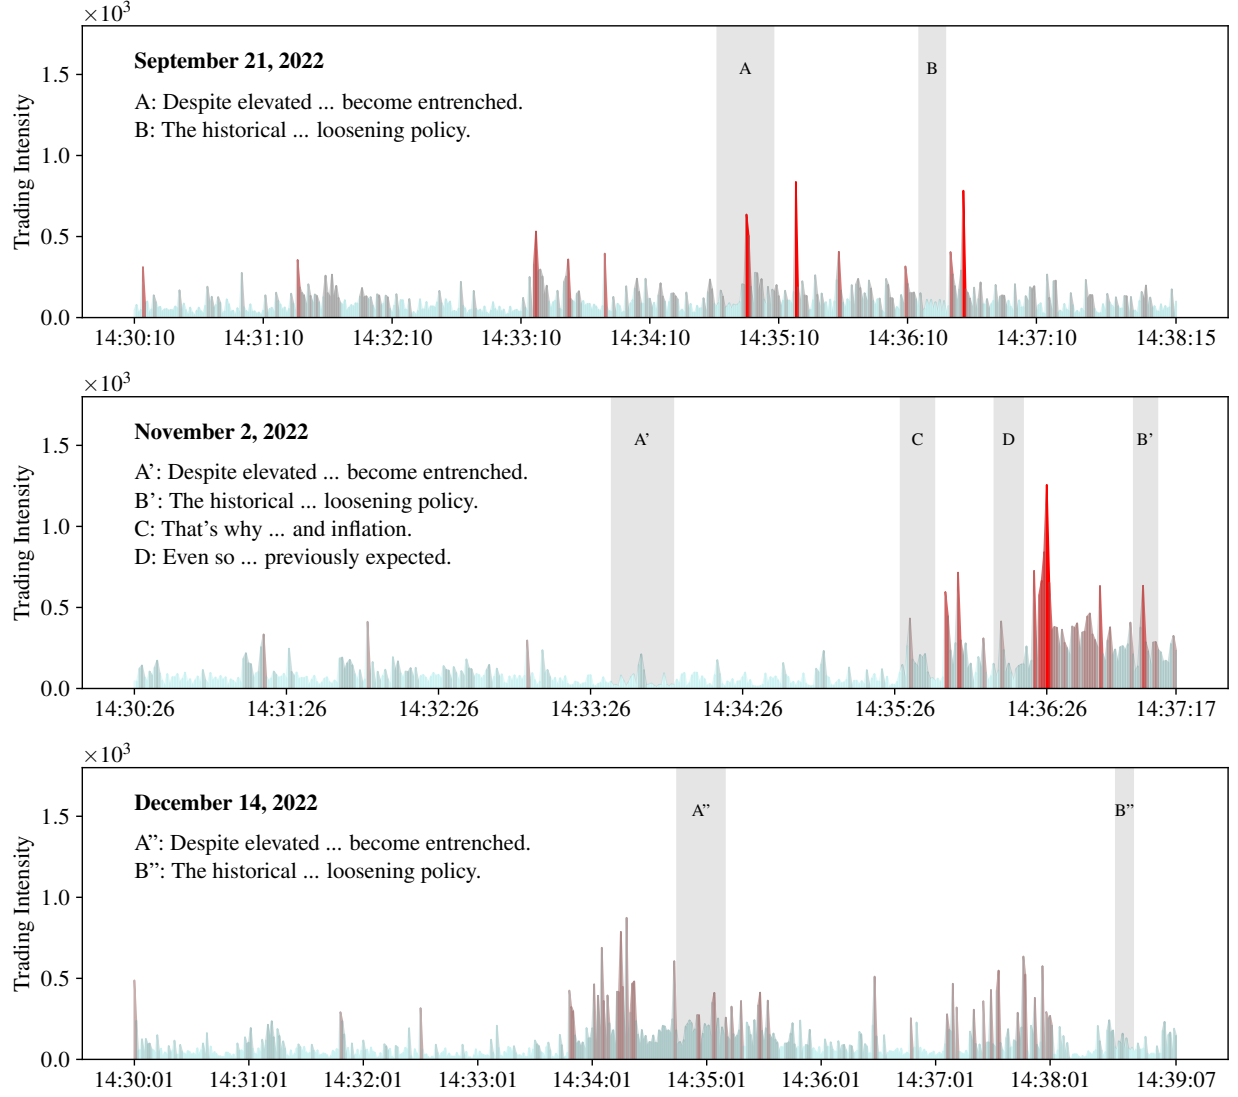 ×10³
Trading Intensity
1.5
1.0
0.5
0.0
September 21, 2022
A: Despite elevated ... become entrenched.
B: The historical ... loosening policy.
A
B
14:30:10 14:31:10 14:32:10 14:33:10 14:34:10 14:35:10 14:36:10 14:37:10 14:38:15
×10³
Trading Intensity
1.5
1.0
0.5
0.0
November 2, 2022
A’: Despite elevated ... become entrenched.
B’: The historical ... loosening policy.
C: That's why ... and inflation.
D: Even so ... previously expected.
A’
C
D
B’
14:30:26 14:31:26 14:32:26 14:33:26 14:34:26 14:35:26 14:36:26 14:37:17
×10³
Trading Intensity
1.5
1.0
0.5
0.0
December 14, 2022
A”: Despite elevated ... become entrenched.
B”: The historical ... loosening policy.
A”
B”
14:30:01 14:31:01 14:32:01 14:33:01 14:34:01 14:35:01 14:36:01 14:37:01 14:38:01 14:39:07